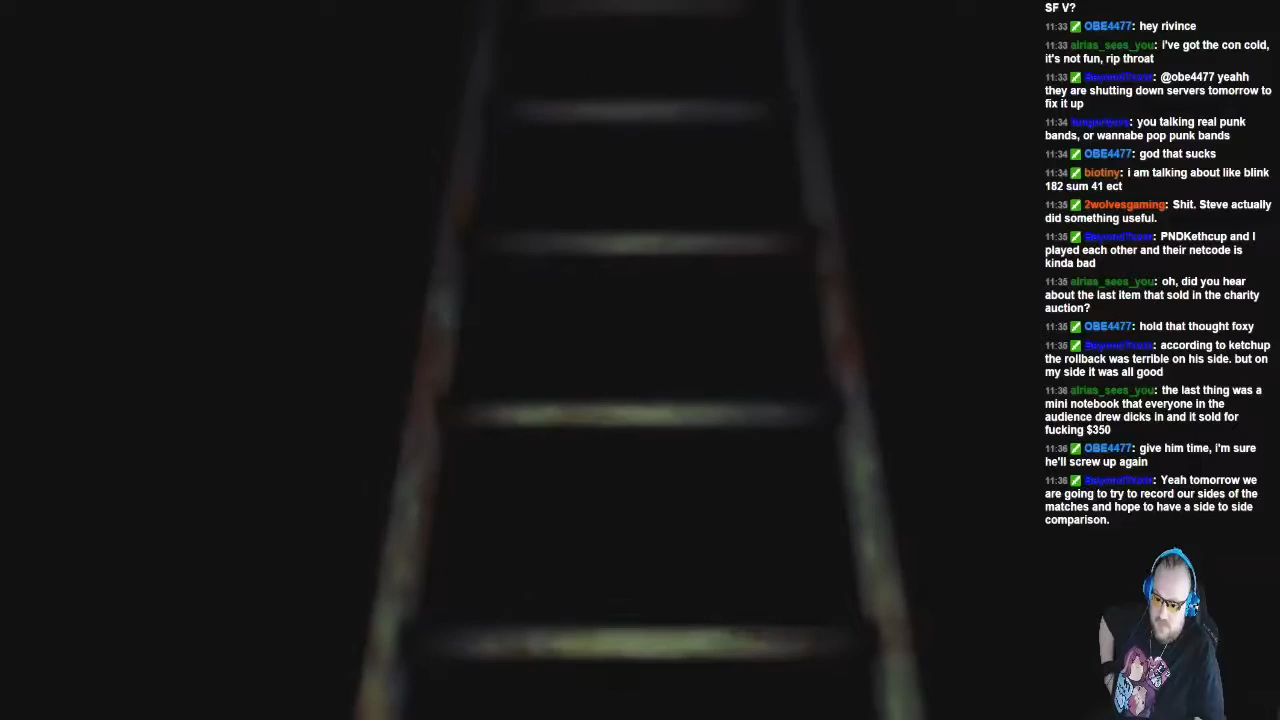 SF V?
11:33 OBE4477: hey rivince
11:33 alrias_sees_you: i've got the con cold,
it's not fun, rip throat
11:33 @obe4477 yeahh
they are shutting down servers tomorrow to
fix it up
11:34 you talking real punk
bands, or wannabe pop punk bands
11:34 OBE4477: god that sucks
11:34 biotiny: i am talking about like blink
182 sum 41 ect
11:35 2wolvesgaming: Shit. Steve actually
did something useful.
11:35 PNDKethcup and I
played each other and their netcode is
kinda bad
11:35 alrias_sees_you: oh, did you hear
about the last item that sold in the charity
auction?
11:35 OBE4477: hold that thought foxy
11:35 according to ketchup
the rollback was terrible on his side. but on
my side it was all good
11:36 alrias_sees_you: the last thing was a
mini notebook that everyone in the
audience drew dicks in and it sold for
fucking $350
11:36 OBE4477: give him time, i'm sure
he'll screw up again
11:36 Yeah tomorrow we
are going to try to record our sides of the
matches and hope to have a side to side
comparison.